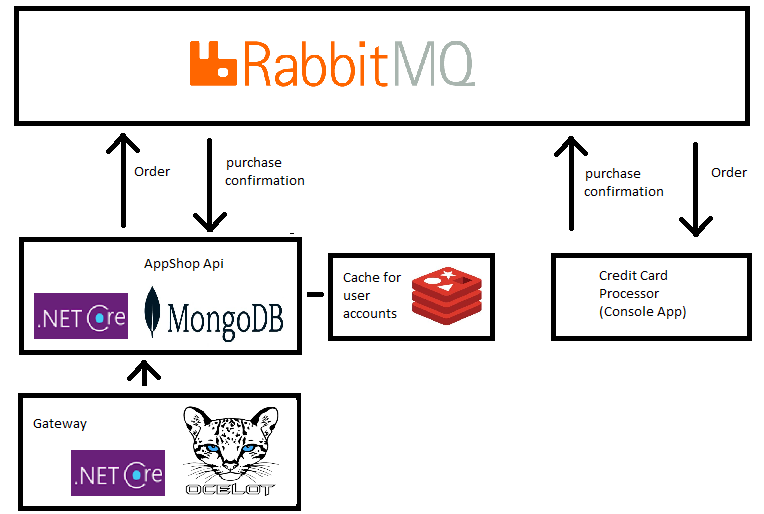 RabbitMQ
Order
purchase
confirmation
purchase
confirmation
Order
AppShop Api
.NET Core
MongoDB
Cache for
user
accounts
Credit Card
Processor
(Console App)
Gateway
.NET Core
OCELOT